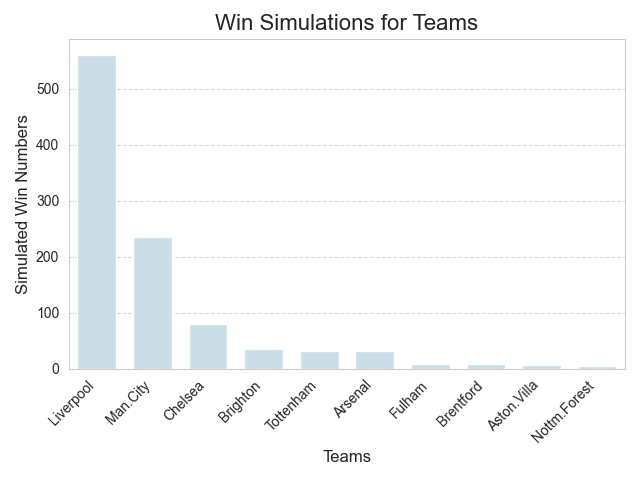 Win Simulations for Teams
Simulated Win Numbers
500
400
300
200
100
0
Liverpool
Man.City
Chelsea
Brighton
Tottenham
Arsenal
Fulham
Brentford
Aston.Villa
Nottm.Forest
Teams